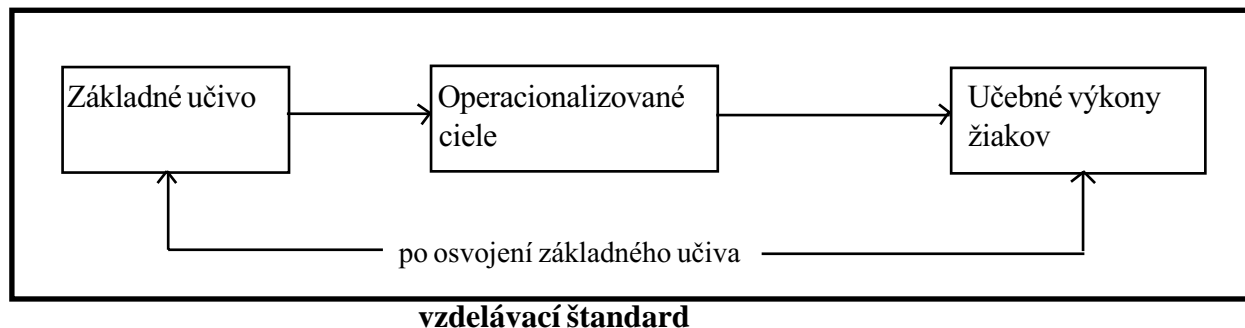 Základné učivo
Operacionalizované
ciele
Učebné výkony
žiakov
po osvojení základného učiva
vzdelávací štandard